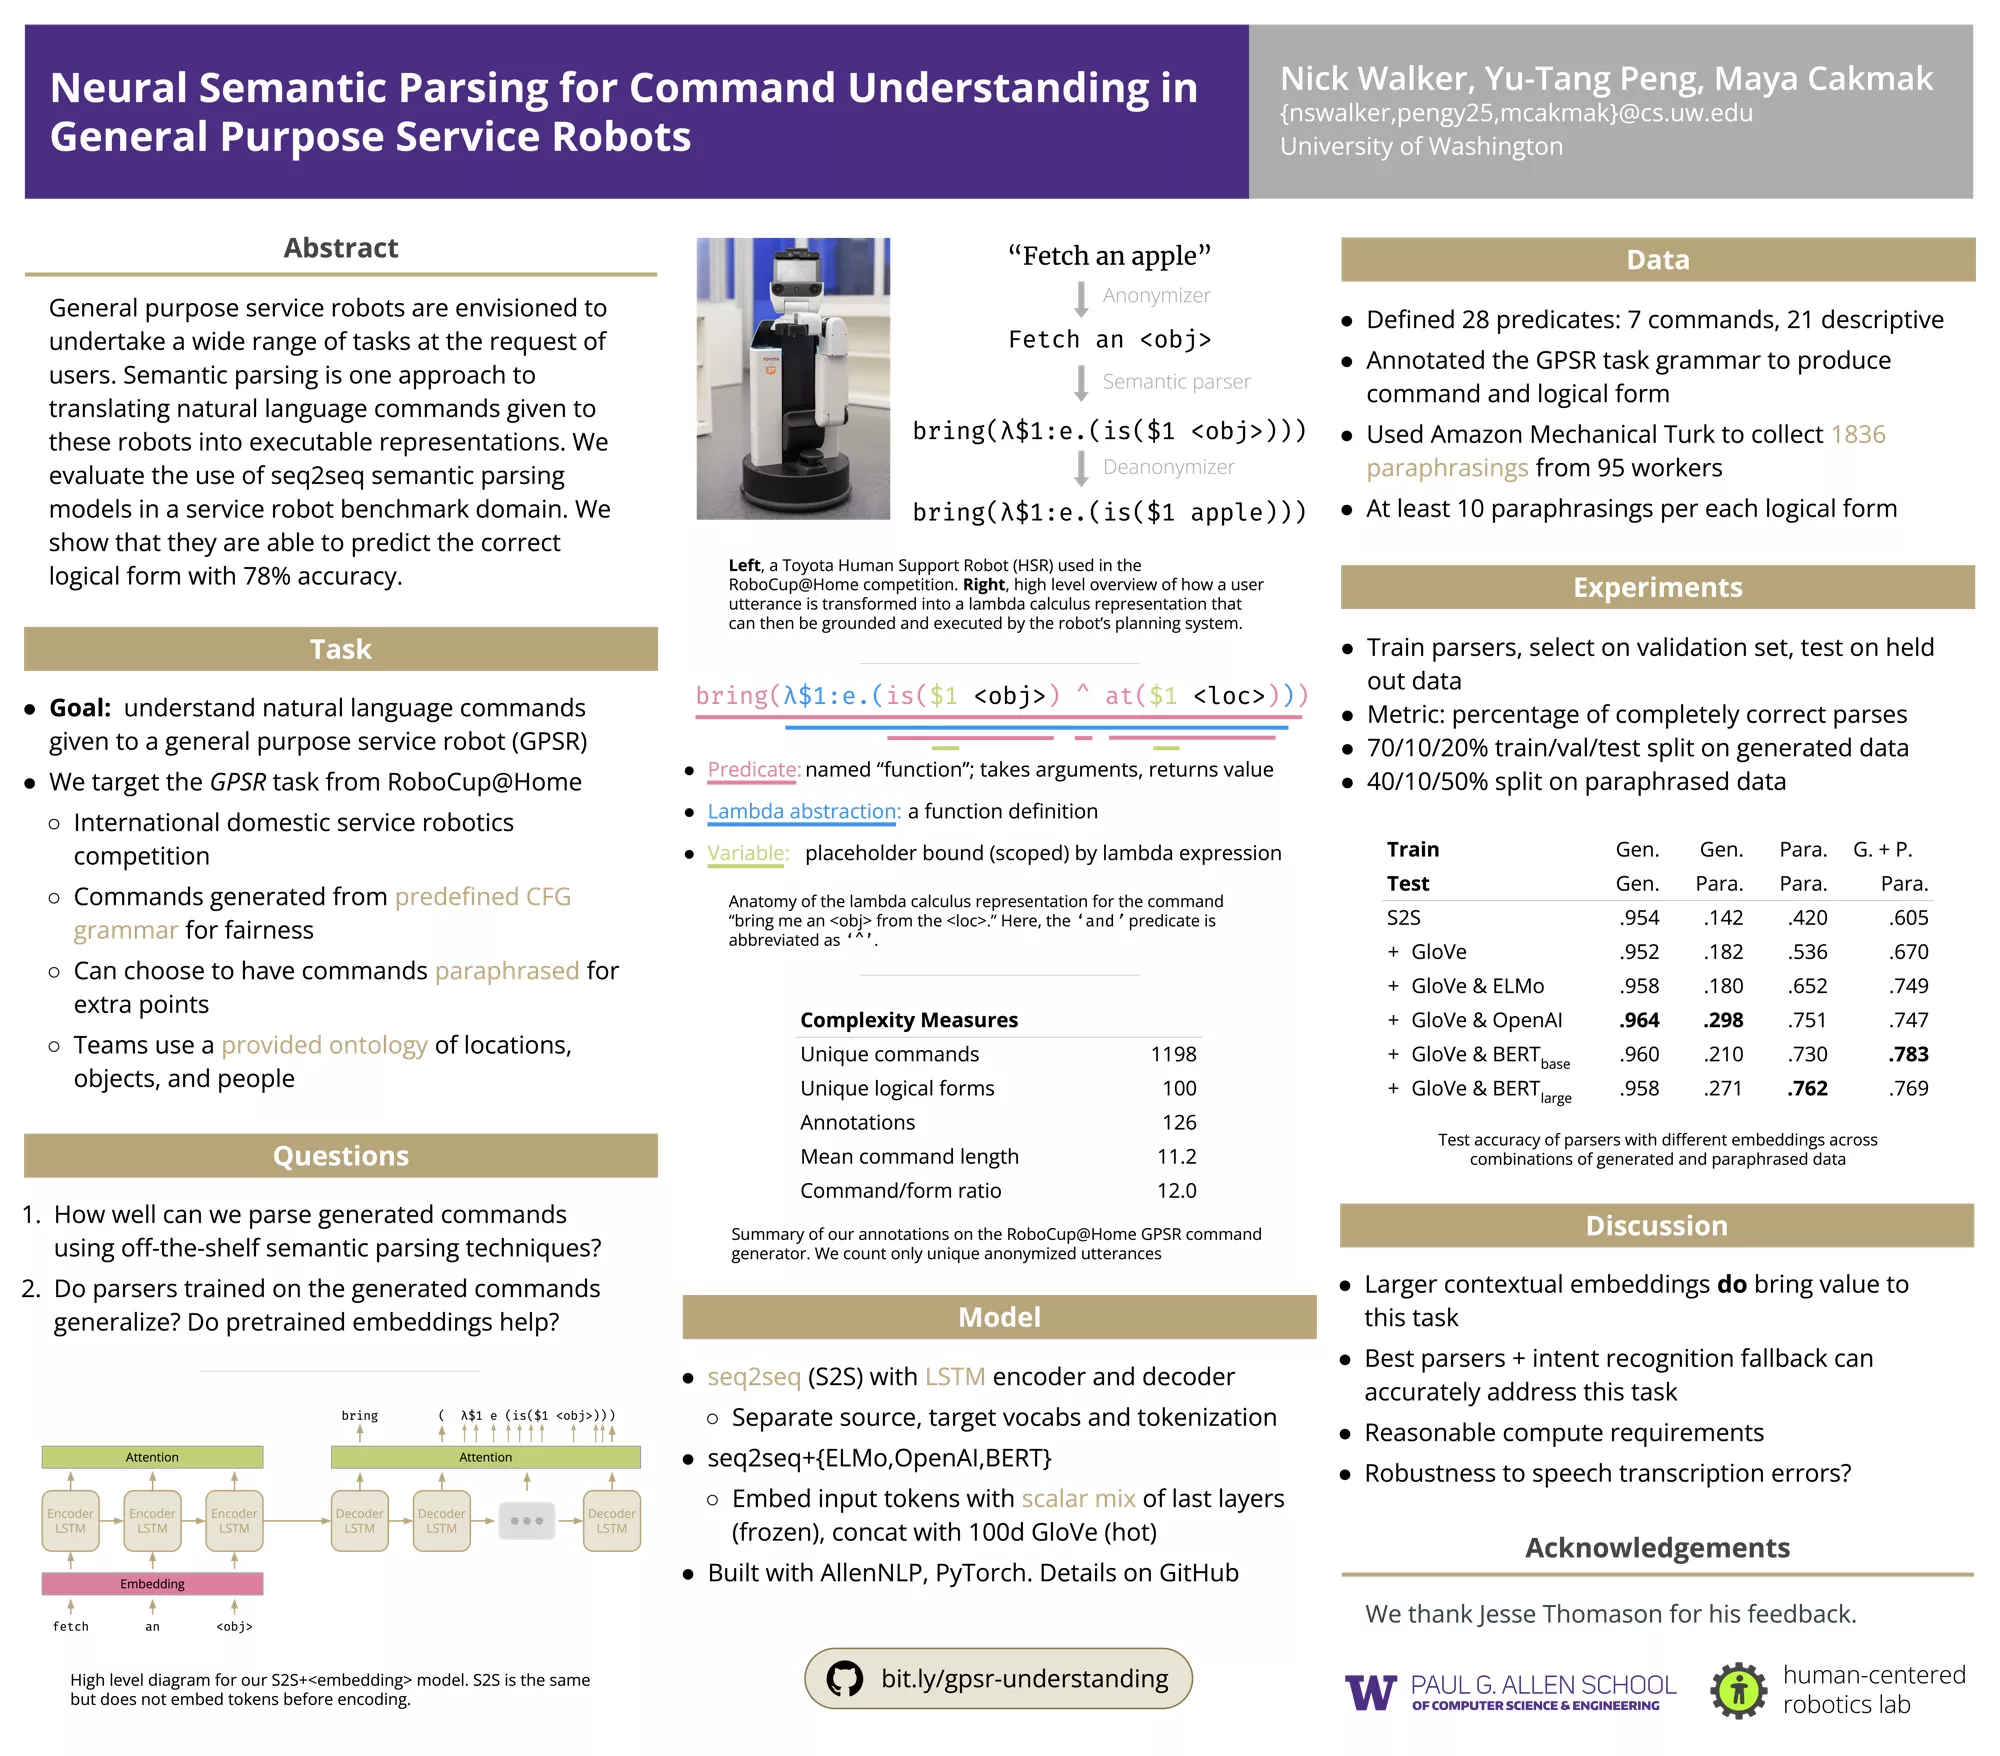 Neural Semantic Parsing for Command Understanding in
General Purpose Service Robots
Nick Walker, Yu-Tang Peng, Maya Cakmak
{nswalker,pengy25,mcakmak}@cs.uw.edu
University of Washington
Abstract
General purpose service robots are envisioned to
undertake a wide range of tasks at the request of
users. Semantic parsing is one approach to
translating natural language commands given to
these robots into executable representations. We
evaluate the use of seq2seq semantic parsing
models in a service robot benchmark domain. We
show that they are able to predict the correct
logical form with 78% accuracy.
Task
● Goal: understand natural language commands
given to a general purpose service robot (GPSR)
● We target the GPSR task from RoboCup@Home
○ International domestic service robotics
competition
○ Commands generated from predefined CFG
grammar for fairness
○ Can choose to have commands paraphrased for
extra points
○ Teams use a provided ontology of locations,
objects, and people
Questions
1. How well can we parse generated commands
using off-the-shelf semantic parsing techniques?
2. Do parsers trained on the generated commands
generalize? Do pretrained embeddings help?
bring ( λ$1 e (is($1 <obj>)))
Attention Attention
Encoder LSTM Encoder LSTM Encoder LSTM Decoder LSTM Decoder LSTM Decoder LSTM
Embedding
fetch an <obj>
High level diagram for our S2S+<embedding> model. S2S is the same
but does not embed tokens before encoding.
TOYOTA
“Fetch an apple”
Anonymizer
Fetch an <obj>
Semantic parser
bring(λ$1:e.(is($1 <obj>)))
Deanonymizer
bring(λ$1:e.(is($1 apple)))
Left, a Toyota Human Support Robot (HSR) used in the
RoboCup@Home competition. Right, high level overview of how a user
utterance is transformed into a lambda calculus representation that
can then be grounded and executed by the robot’s planning system.
bring(λ$1:e.(is($1 <obj>) ^ at($1 <loc>)))
● Predicate: named “function”; takes arguments, returns value
● Lambda abstraction: a function definition
● Variable: placeholder bound (scoped) by lambda expression
Anatomy of the lambda calculus representation for the command
“bring me an <obj> from the <loc>.” Here, the ‘and’ predicate is
abbreviated as ‘^’.
Complexity Measures
Unique commands 1198
Unique logical forms 100
Annotations 126
Mean command length 11.2
Command/form ratio 12.0
Summary of our annotations on the RoboCup@Home GPSR command
generator. We count only unique anonymized utterances
Model
● seq2seq (S2S) with LSTM encoder and decoder
○ Separate source, target vocabs and tokenization
● seq2seq+{ELMo,OpenAI,BERT}
○ Embed input tokens with scalar mix of last layers
(frozen), concat with 100d GloVe (hot)
● Built with AllenNLP, PyTorch. Details on GitHub
bit.ly/gpsr-understanding
Data
● Defined 28 predicates: 7 commands, 21 descriptive
● Annotated the GPSR task grammar to produce
command and logical form
● Used Amazon Mechanical Turk to collect 1836
paraphrasings from 95 workers
● At least 10 paraphrasings per each logical form
Experiments
● Train parsers, select on validation set, test on held
out data
● Metric: percentage of completely correct parses
● 70/10/20% train/val/test split on generated data
● 40/10/50% split on paraphrased data
Train Gen. Gen. Para. G. + P.
Test Gen. Para. Para. Para.
S2S .954 .142 .420 .605
+ GloVe .952 .182 .536 .670
+ GloVe & ELMo .958 .180 .652 .749
+ GloVe & OpenAI .964 .298 .751 .747
+ GloVe & BERTbase .960 .210 .730 .783
+ GloVe & BERTlarge .958 .271 .762 .769
Test accuracy of parsers with different embeddings across
combinations of generated and paraphrased data
Discussion
● Larger contextual embeddings do bring value to
this task
● Best parsers + intent recognition fallback can
accurately address this task
● Reasonable compute requirements
● Robustness to speech transcription errors?
Acknowledgements
We thank Jesse Thomason for his feedback.
W PAUL G. ALLEN SCHOOL
OF COMPUTER SCIENCE & ENGINEERING
human-centered
robotics lab